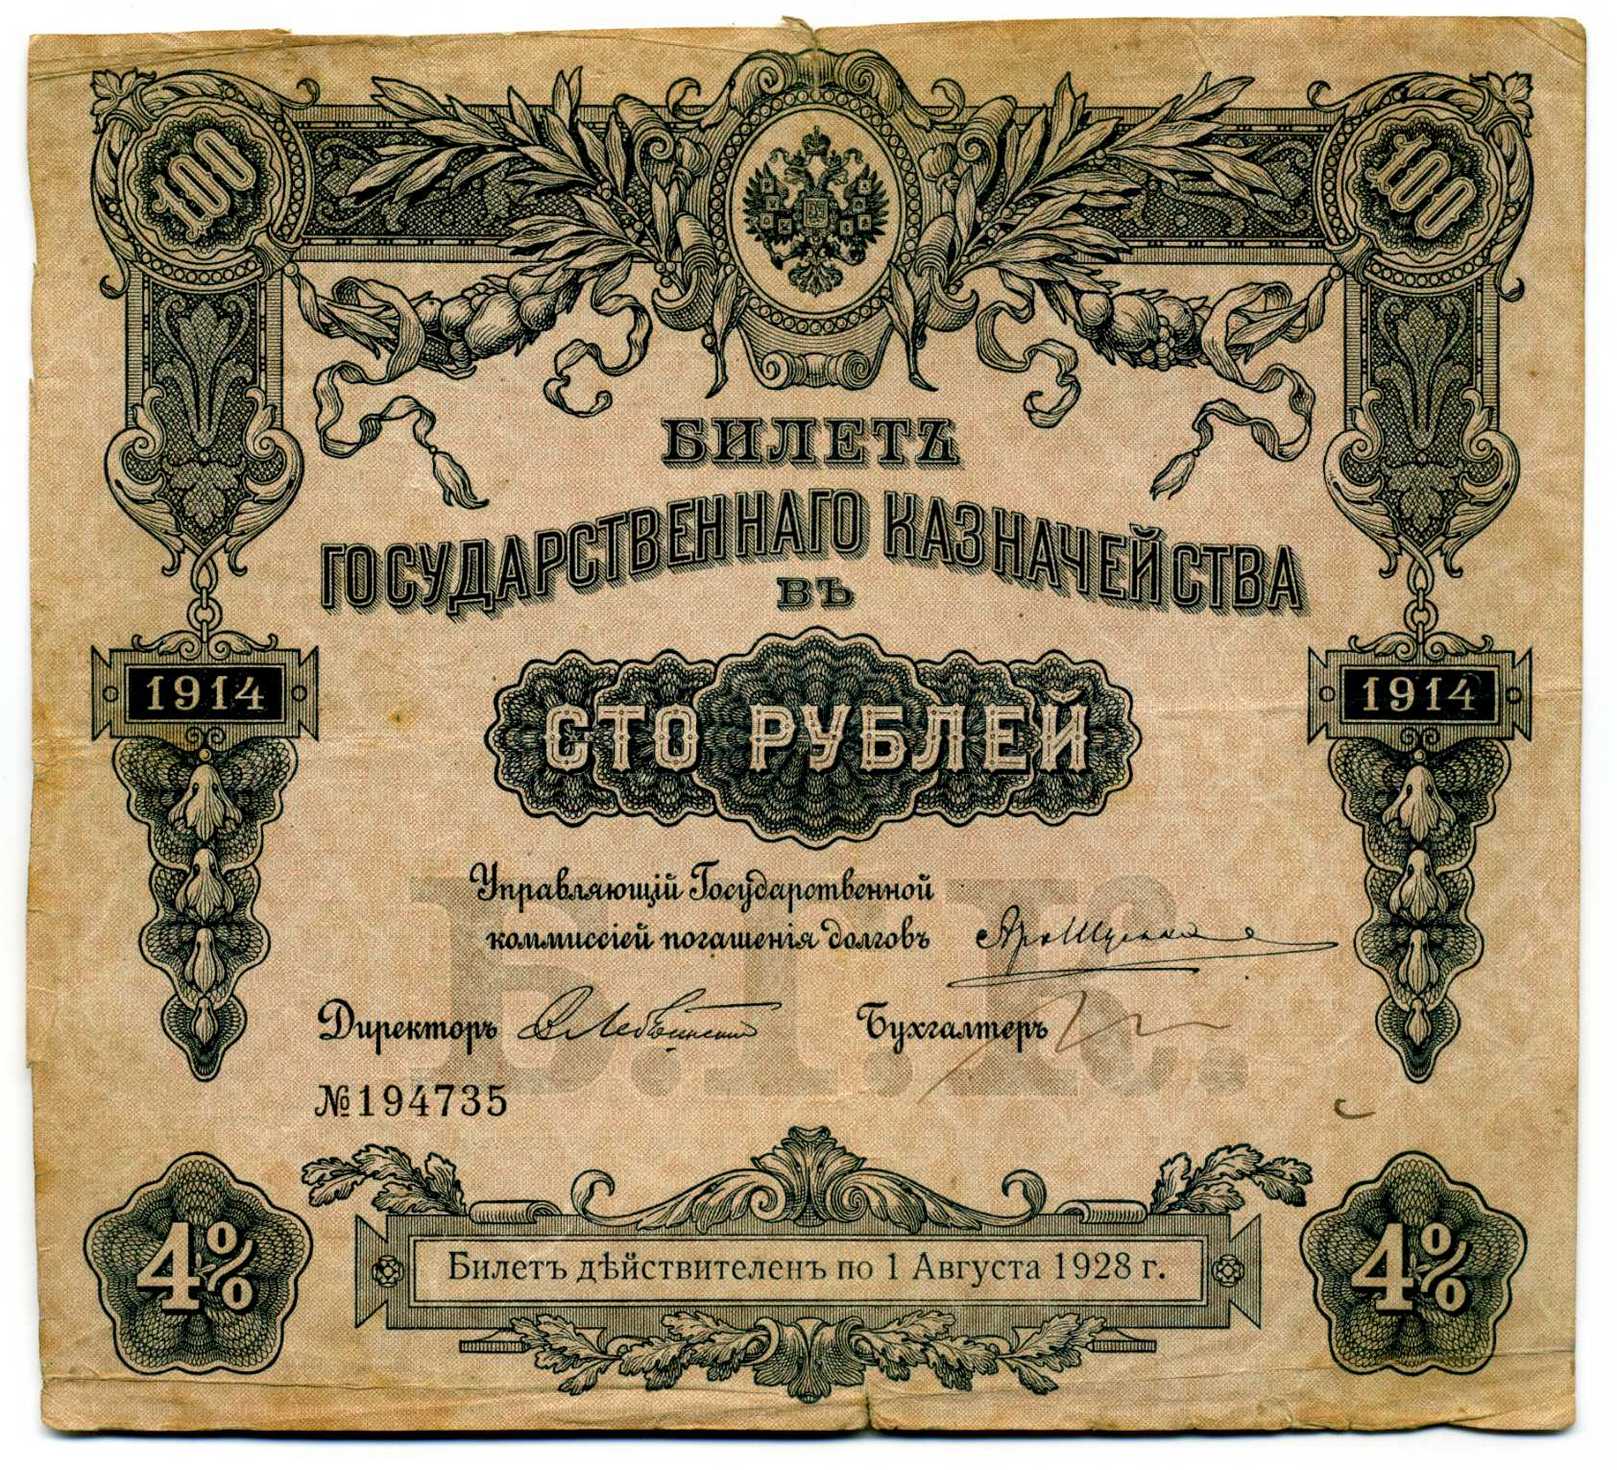 100 100
БИЛЕТЪ
ГОСУДАРСТВЕННАГО КАЗНАЧЕЙСТВА
ВЪ
1914 1914
СТО РУБЛЕЙ
Управляющій Государственной
коммиссіей погашенія долговъ
Директоръ Бухгалтеръ
№194735
4% 4%
Билетъ дѣйствителенъ по 1 Августа 1928 г.